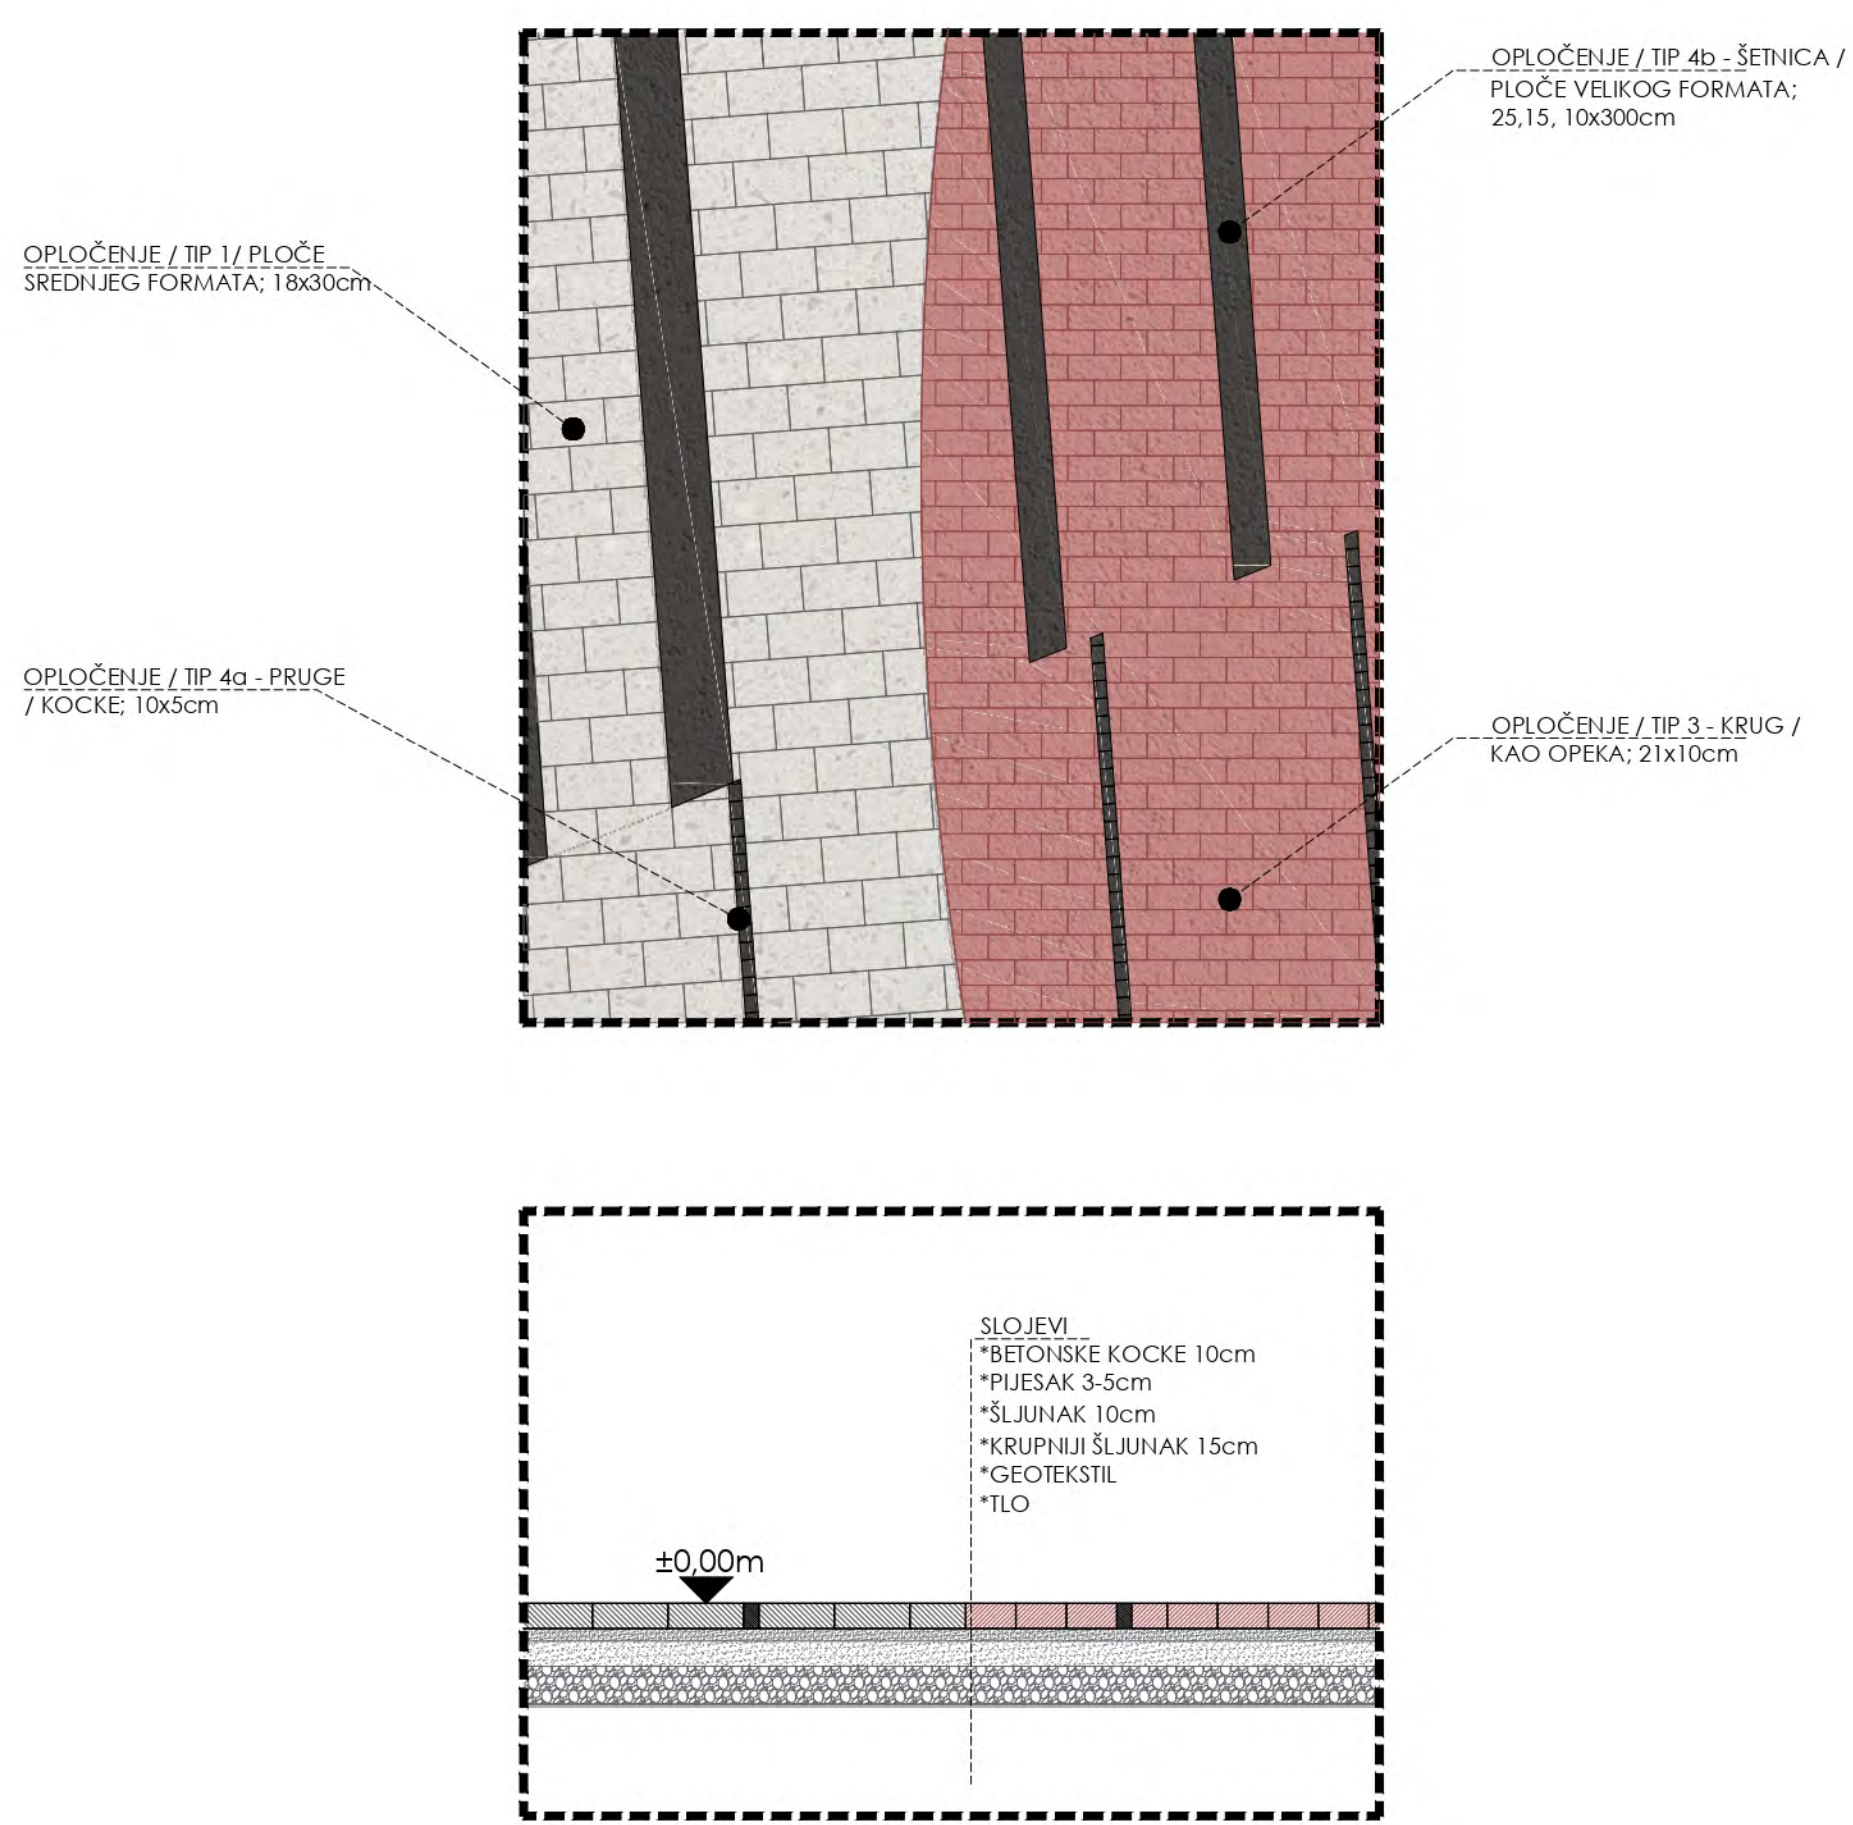 OPLOČENJE / TIP 4b - ŠETNICA /
PLOČE VELIKOG FORMATA;
25,15, 10x300cm
OPLOČENJE / TIP 1/ PLOČE
SREDNJEG FORMATA; 18x30cm
OPLOČENJE / TIP 4a - PRUGE
/ KOCKE; 10x5cm
OPLOČENJE / TIP 3 - KRUG /
KAO OPEKA; 21x10cm
SLOJEVI
*BETONSKE KOCKE 10cm
*PIJESAK 3-5cm
*ŠLJUNAK 10cm
*KRUPNIJI ŠLJUNAK 15cm
*GEOTEKSTIL
*TLO
±0,00m